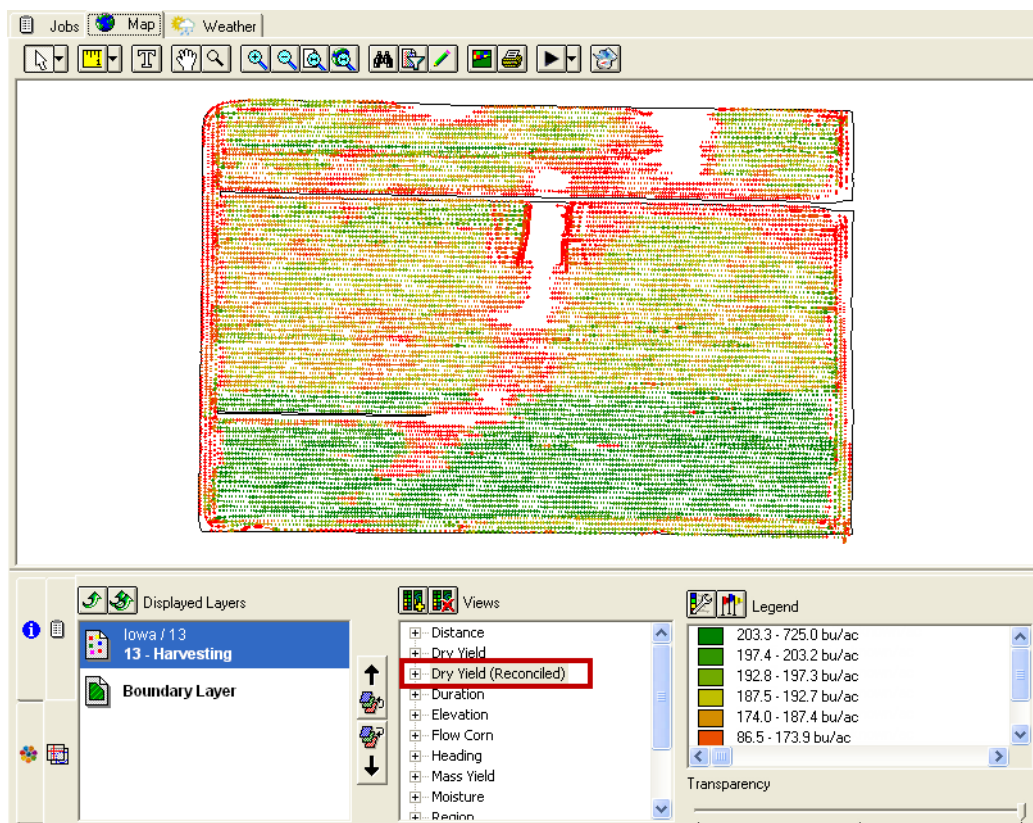 Jobs Map Weather
T
Displayed Layers
Iowa / 13
13 - Harvesting
Boundary Layer
Views
Distance
Dry Yield
Dry Yield (Reconciled)
Duration
Elevation
Flow Corn
Heading
Mass Yield
Moisture
Region
Legend
203.3 - 725.0 bu/ac
197.4 - 203.2 bu/ac
192.8 - 197.3 bu/ac
187.5 - 192.7 bu/ac
174.0 - 187.4 bu/ac
86.5 - 173.9 bu/ac
Transparency